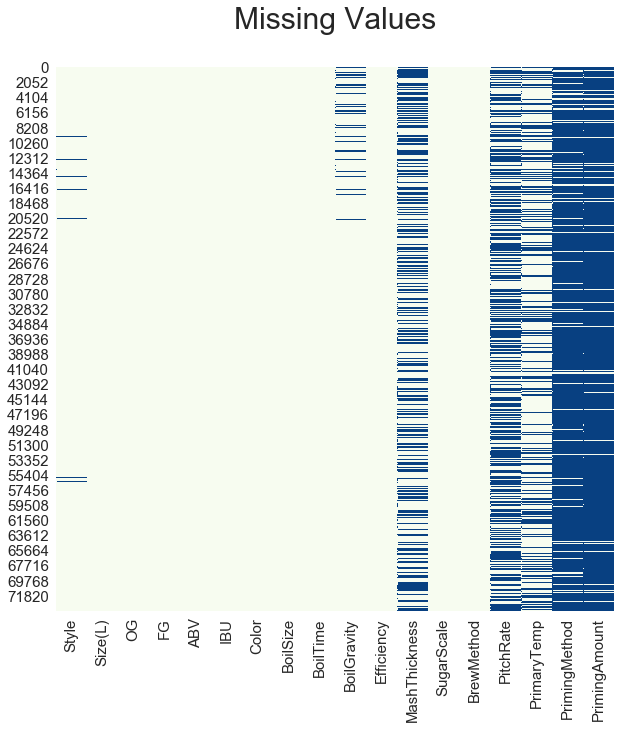 Missing Values
0
2052
4104
6156
8208
10260
12312
14364
16416
18468
20520
22572
24624
26676
28728
30780
32832
34884
36936
38988
41040
43092
45144
47196
49248
51300
53352
55404
57456
59508
61560
63612
65664
67716
69768
71820
Style
Size(L)
OG
FG
ABV
IBU
Color
BoilSize
BoilTime
BoilGravity
Efficiency
MashThickness
SugarScale
BrewMethod
PitchRate
PrimaryTemp
PrimingMethod
PrimingAmount